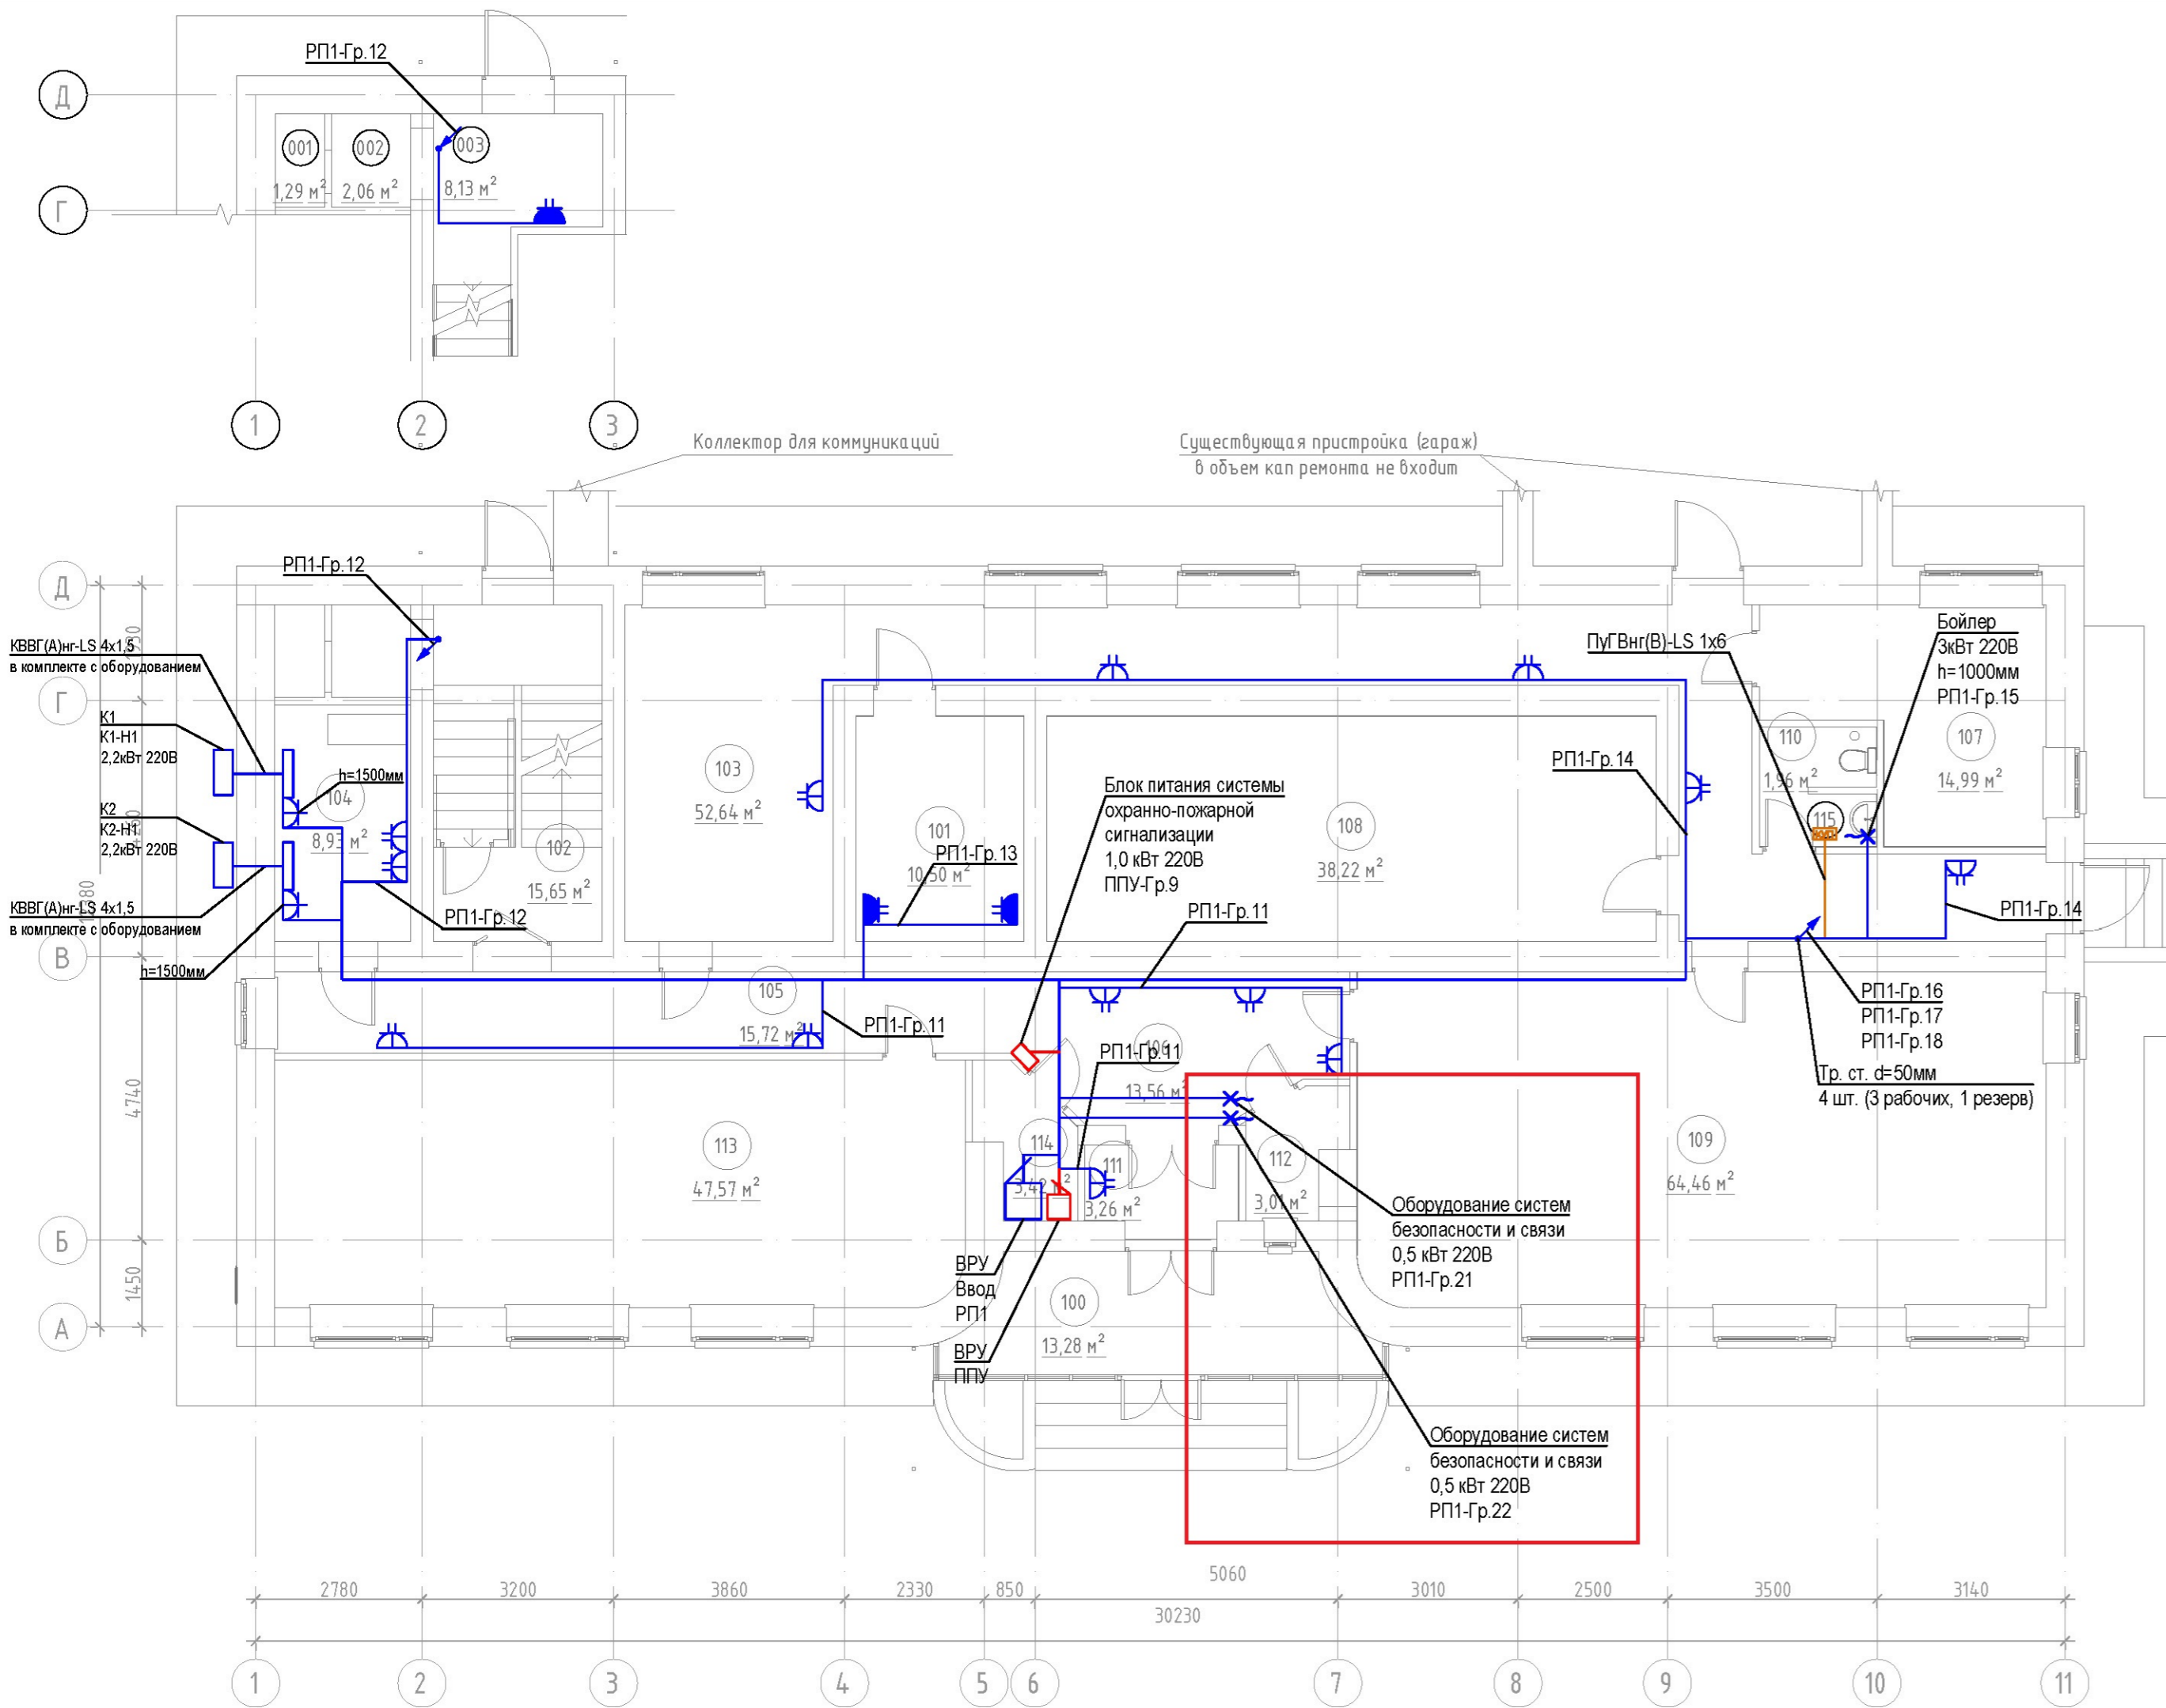 РП1-Гр.12
Д
001
002
003
1,29 м²
2,06 м²
8,13 м²
Г
1
2
3
Коллектор для коммуникаций
Существующая пристройка (гараж)
в объем кап ремонта не входит
Д
РП1-Гр.12
КВВГ(А)нг-LS 4х1,5
в комплекте с оборудованием
Г
К1
К1-Н1
2,2кВт 220В
h=1500мм
104
8,93 м²
К2
К2-Н1
2,2кВт 220В
КВВГ(А)нг-LS 4х1,5
в комплекте с оборудованием
h=1500мм
В
РП1-Гр.12
102
15,65 м²
103
52,64 м²
101
10,50 м²
РП1-Гр.13
Блок питания системы
охранно-пожарной
сигнализации
1,0 кВт 220В
ППУ-Гр.9
РП1-Гр.11
108
38,22 м²
РП1-Гр.14
ПуГВнг(В)-LS 1х6
Бойлер
3кВт 220В
h=1000мм
РП1-Гр.15
110
1,96 м²
107
14,99 м²
115
РП1-Гр.14
РП1-Гр.16
РП1-Гр.17
РП1-Гр.18
Тр. ст. d=50мм
4 шт. (3 рабочих, 1 резерв)
105
15,72 м²
РП1-Гр.11
РП1-Гр.11
106
13,56 м²
4740
113
47,57 м²
114
3,42 м²
111
3,26 м²
112
3,01 м²
109
64,46 м²
Оборудование систем
безопасности и связи
0,5 кВт 220В
РП1-Гр.21
Б
1450
ВРУ
Ввод
РП1
100
13,28 м²
А
ВРУ
ППУ
Оборудование систем
безопасности и связи
0,5 кВт 220В
РП1-Гр.22
2780
3200
3860
2330
850
5060
3010
2500
3500
3140
30230
1
2
3
4
5
6
7
8
9
10
11